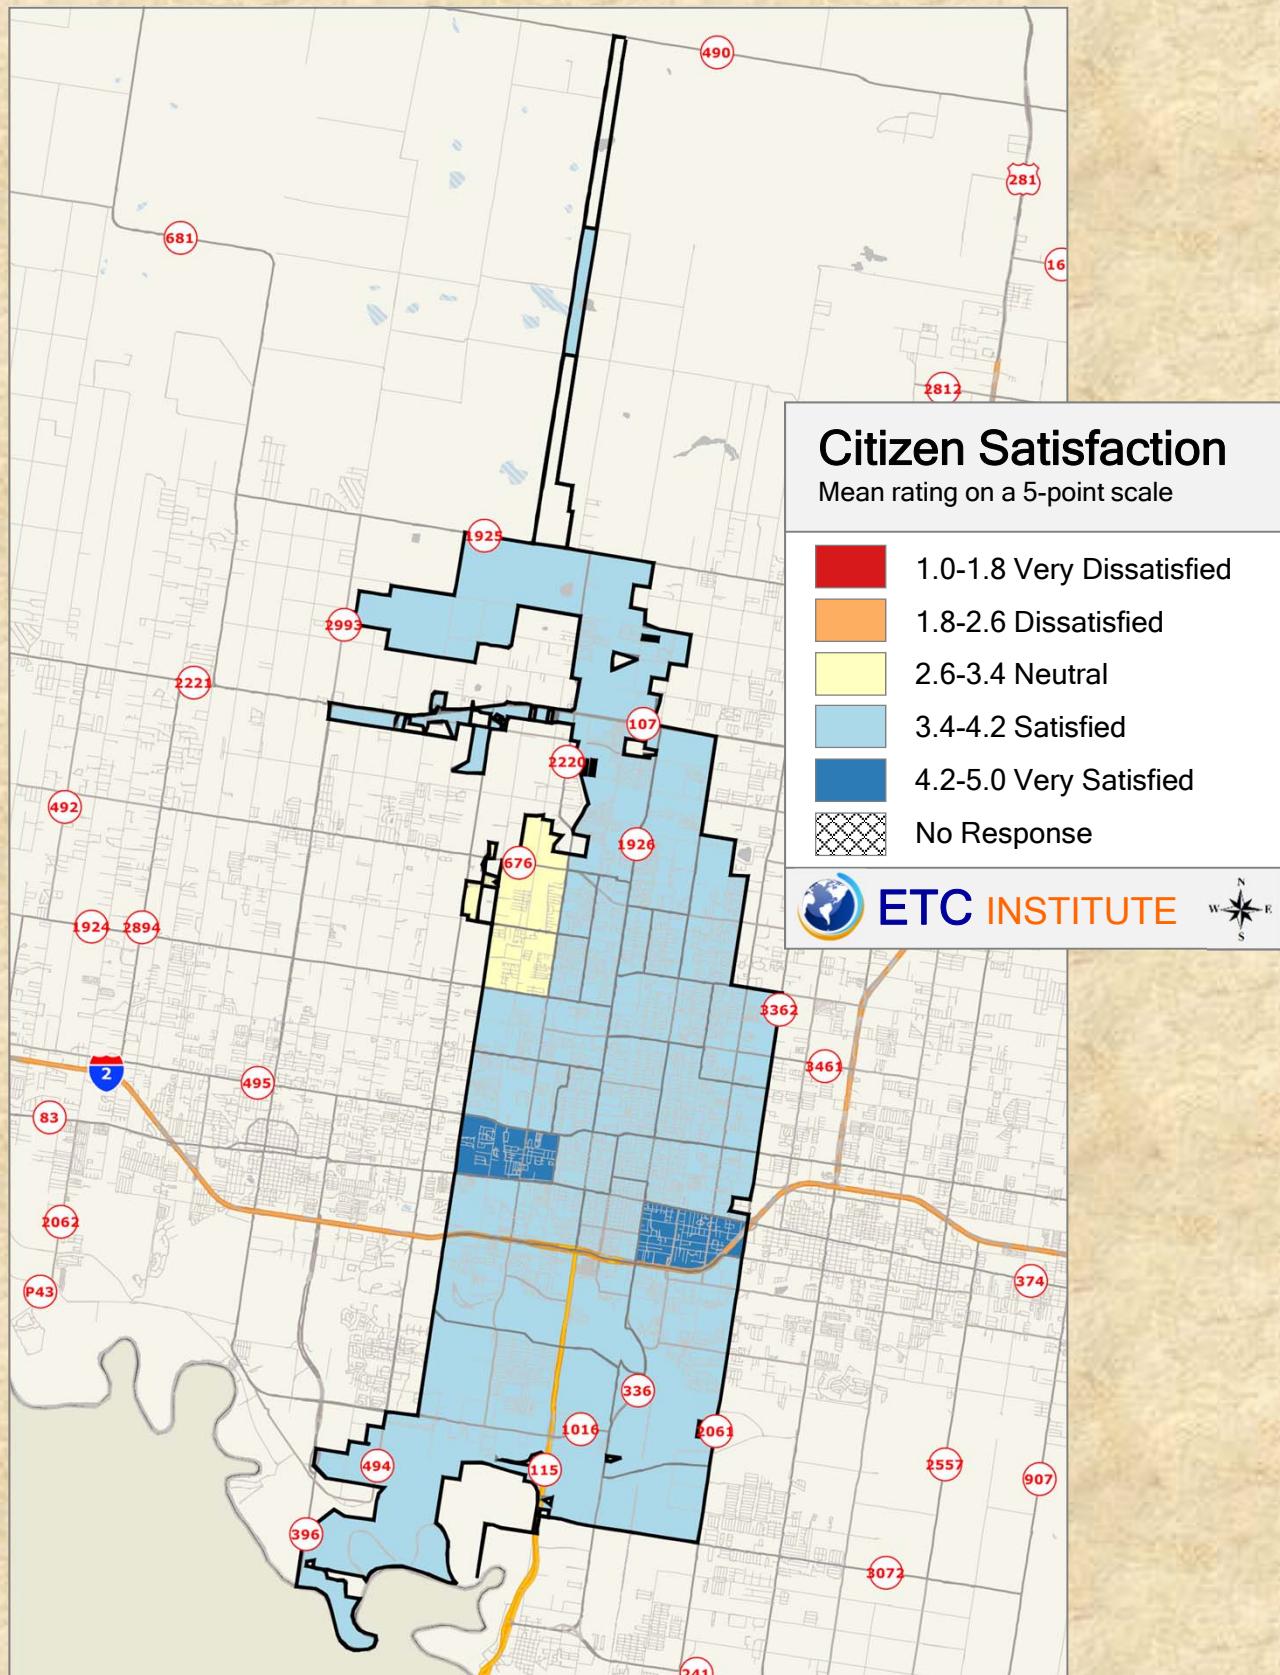 490
281
681
16
2812
Citizen Satisfaction
Mean rating on a 5-point scale
1.0-1.8 Very Dissatisfied
1.8-2.6 Dissatisfied
2.6-3.4 Neutral
3.4-4.2 Satisfied
4.2-5.0 Very Satisfied
No Response
ETC INSTITUTE
N
W E
S
1925
2993
2221
107
2220
492
1926
676
1924 2894
3362
3461
2
495
83
2062
P43
374
336
1016
2061
494
115
2557
907
396
3072
241